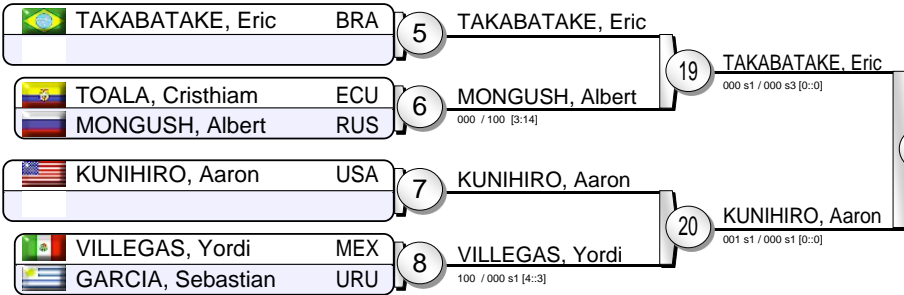 TAKABATAKE, Eric BRA
5
TAKABATAKE, Eric
19
TAKABATAKE, Eric
000 s1 / 000 s3 [0::0]
TOALA, Cristhiam ECU
MONGUSH, Albert RUS
6
MONGUSH, Albert
000 / 100 [3:14]
KUNIHIRO, Aaron USA
7
KUNIHIRO, Aaron
20
KUNIHIRO, Aaron
001 s1 / 000 s1 [0::0]
VILLEGAS, Yordi MEX
GARCIA, Sebastian URU
8
VILLEGAS, Yordi
100 / 000 s1 [4::3]